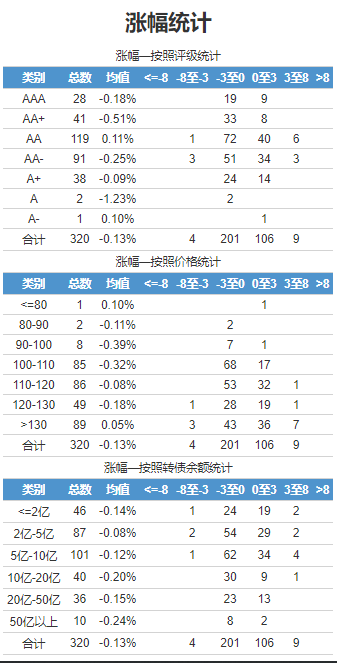 涨幅统计
涨幅—按照评级统计
类别 总数 均值 <=-8 -8至-3 -3至0 0至3 3至8 >8
AAA 28 -0.18% 19 9
AA+ 41 -0.51% 33 8
AA 119 0.11% 1 72 40 6
AA- 91 -0.25% 3 51 34 3
A+ 38 -0.09% 24 14
A 2 -1.23% 2
A- 1 0.10% 1
合计 320 -0.13% 4 201 106 9
涨幅—按照价格统计
类别 总数 均值 <=-8 -8至-3 -3至0 0至3 3至8 >8
<=80 1 0.10% 1
80-90 2 -0.11% 2
90-100 8 -0.39% 7 1
100-110 85 -0.32% 68 17
110-120 86 -0.08% 53 32 1
120-130 49 -0.18% 1 28 19 1
>130 89 0.05% 3 43 36 7
合计 320 -0.13% 4 201 106 9
涨幅—按照转债余额统计
类别 总数 均值 <=-8 -8至-3 -3至0 0至3 3至8 >8
<=2亿 46 -0.14% 1 24 19 2
2亿-5亿 87 -0.08% 2 54 29 2
5亿-10亿 101 -0.12% 1 62 34 4
10亿-20亿 40 -0.20% 30 9 1
20亿-50亿 36 -0.15% 23 13
50亿以上 10 -0.24% 8 2
合计 320 -0.13% 4 201 106 9